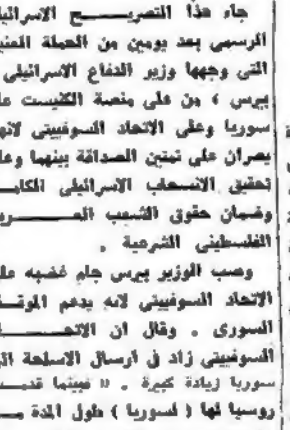 جاء هذا التصريح الاسرائيلي
الرسمي بعد يومين من الحملة العنيفة
التي وجهها وزير الدفاع الاسرائيلي
بيرس ، من على منصة الكنيست على
سوريا وعلى الاتحاد السوفييتي لانهما
يصران على تمتين الصداقة بينهما وعلى
تحقيق الانسحاب الاسرائيلي الكامل
وضمان حقوق الشعب العربي
الفلسطيني الشرعية .
وصب الوزير بيرس جام غضبه على
الاتحاد السوفييتي لانه يدعم الموقف
السوري . وقال ان الاتحاد
السوفييتي زاد في ارسال الاسلحة الى
سوريا زيادة كبيرة . « فبينما قدمت
روسيا لها ( لسوريا ) طول المدة